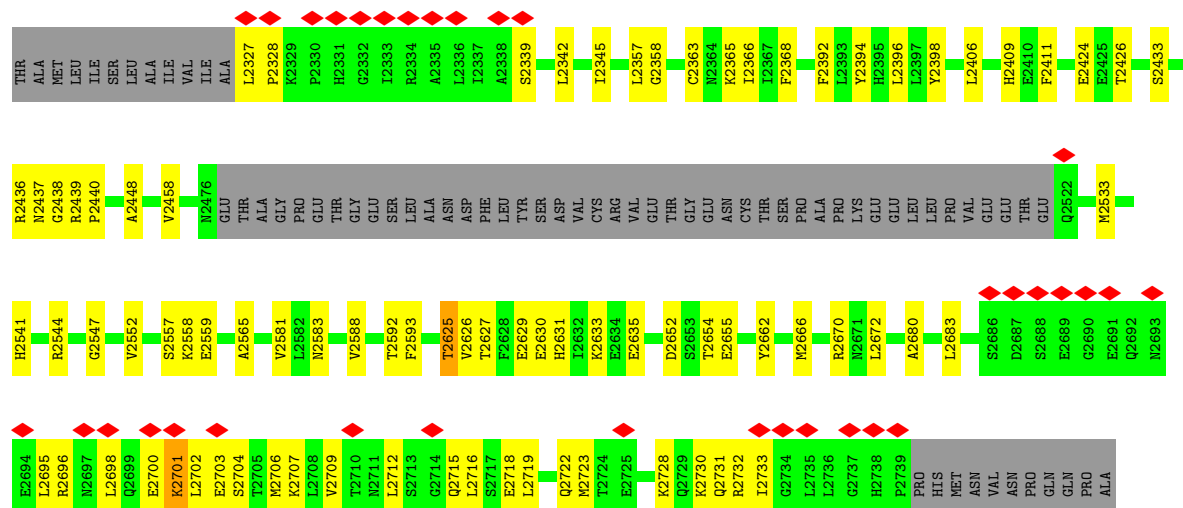 THR ALA MET LEU ILE SER LEU ALA ILE VAL ILE ALA L2327 P2328 K2329 P2330 H2331 G2332 I2333 R2334 A2335 L2336 I2337 A2338 S2339 L2342 I2345 L2357 G2358 C2363 N2364 K2365 I2366 I2367 F2368 F2392 L2393 Y2394 H2395 L2396 L2397 Y2398 L2406 H2409 E2410 F2411 E2424 E2425 T2426 S2433
R2436 N2437 G2438 R2439 P2440 A2448 V2458 N2476 GLU THR ALA GLY PRO GLU THR GLY GLU SER LEU ALA ASN ASP PHE LEU TYR SER ASP VAL CYS ARG VAL GLU THR GLY GLU ASN CYS THR SER PRO ALA PRO LYS GLU GLU LEU LEU PRO VAL GLU GLU THR GLU Q2522 M2533
H2541 R2544 G2547 V2552 S2557 K2558 E2559 A2565 V2581 L2582 N2583 V2588 T2592 F2593 T2625 V2626 T2627 F2628 E2629 E2630 H2631 I2632 K2633 E2634 E2635 D2652 S2653 T2654 E2655 Y2662 M2666 R2670 N2671 L2672 A2680 L2683 S2686 D2687 S2688 E2689 G2690 E2691 Q2692 N2693
E2694 L2695 R2696 N2697 L2698 Q2699 E2700 K2701 L2702 E2703 S2704 T2705 M2706 K2707 L2708 V2709 T2710 N2711 L2712 S2713 G2714 Q2715 L2716 S2717 E2718 L2719 Q2722 M2723 T2724 E2725 K2728 Q2729 K2730 Q2731 R2732 I2733 G2734 L2735 L2736 G2737 H2738 P2739 PRO HIS MET ASN VAL ASN PRO GLN GLN PRO ALA